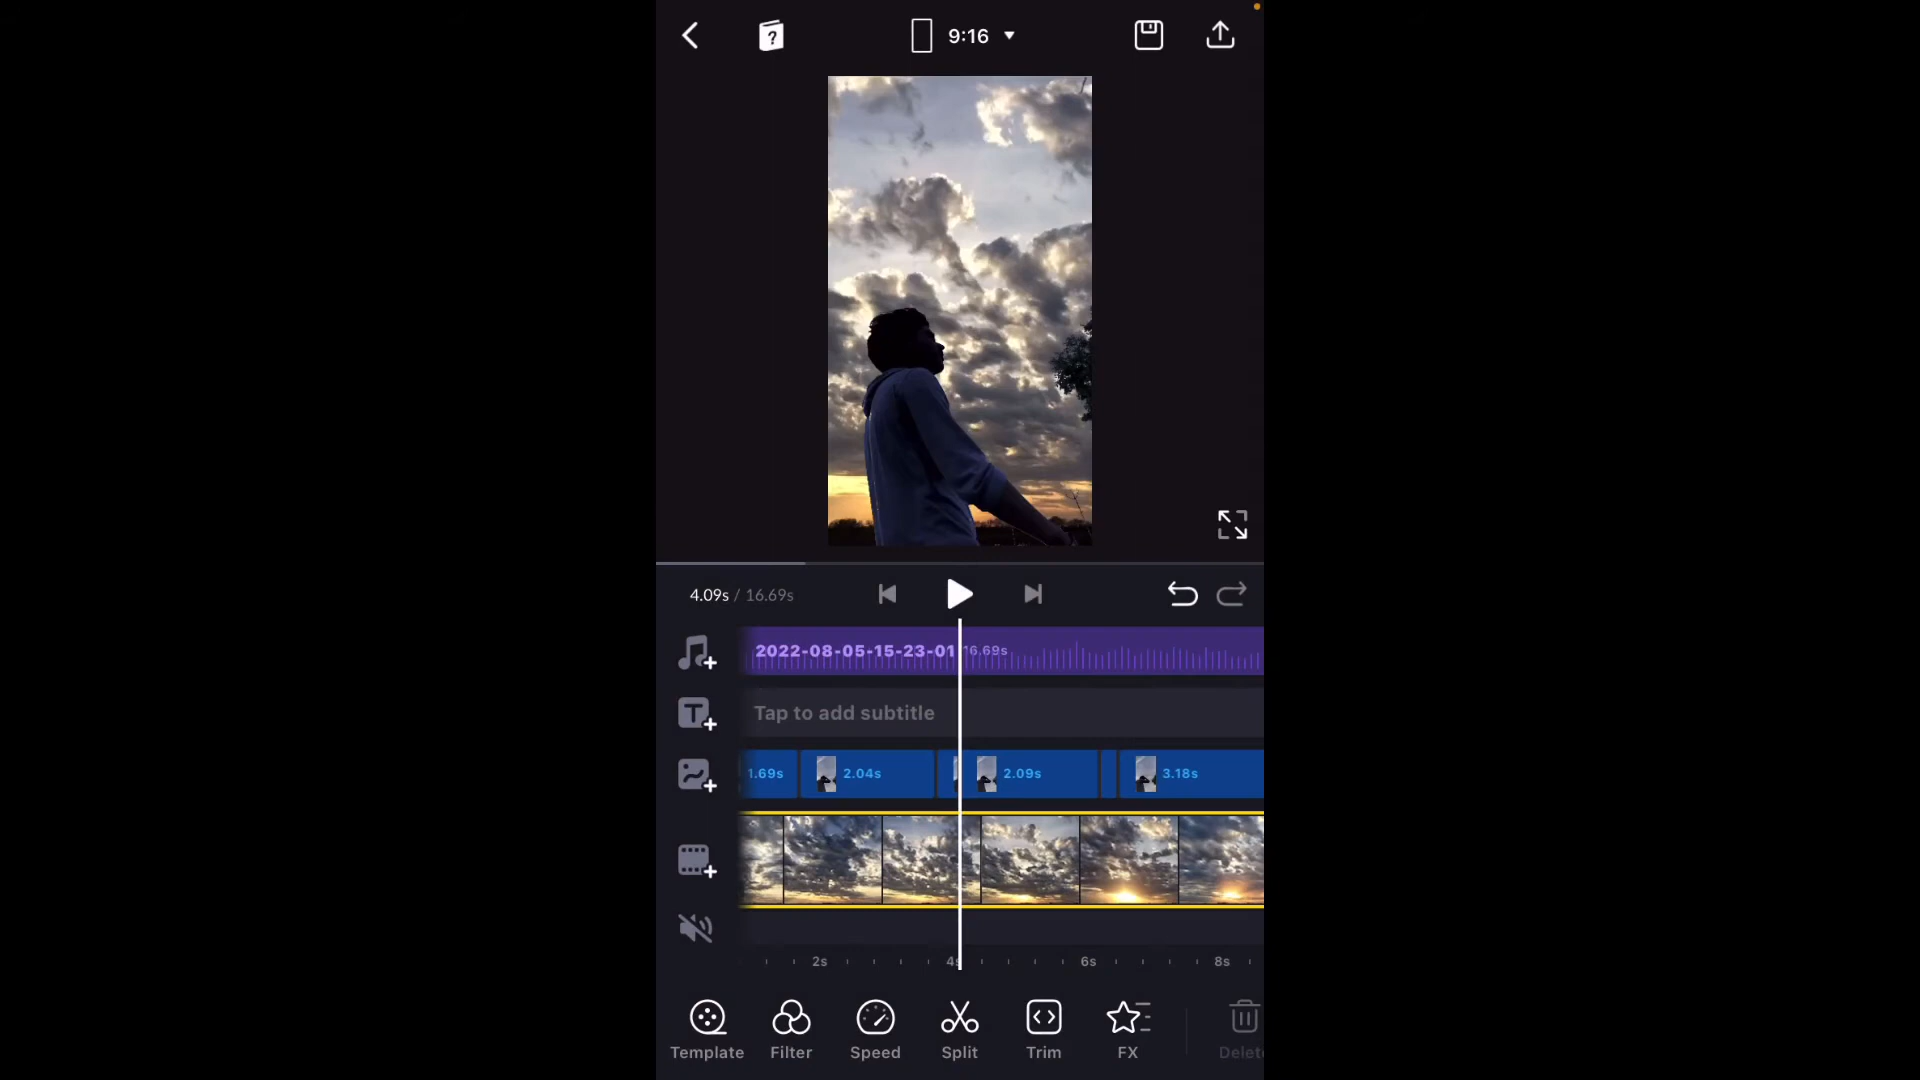 ?
9:16
4.09s / 16.69s
2022-08-05-15-23-01 16.69s
T
Tap to add subtitle
1.69s 2.04s 2.09s 3.18s
2s 4s 6s 8s
Template Filter Speed Split Trim FX Delete